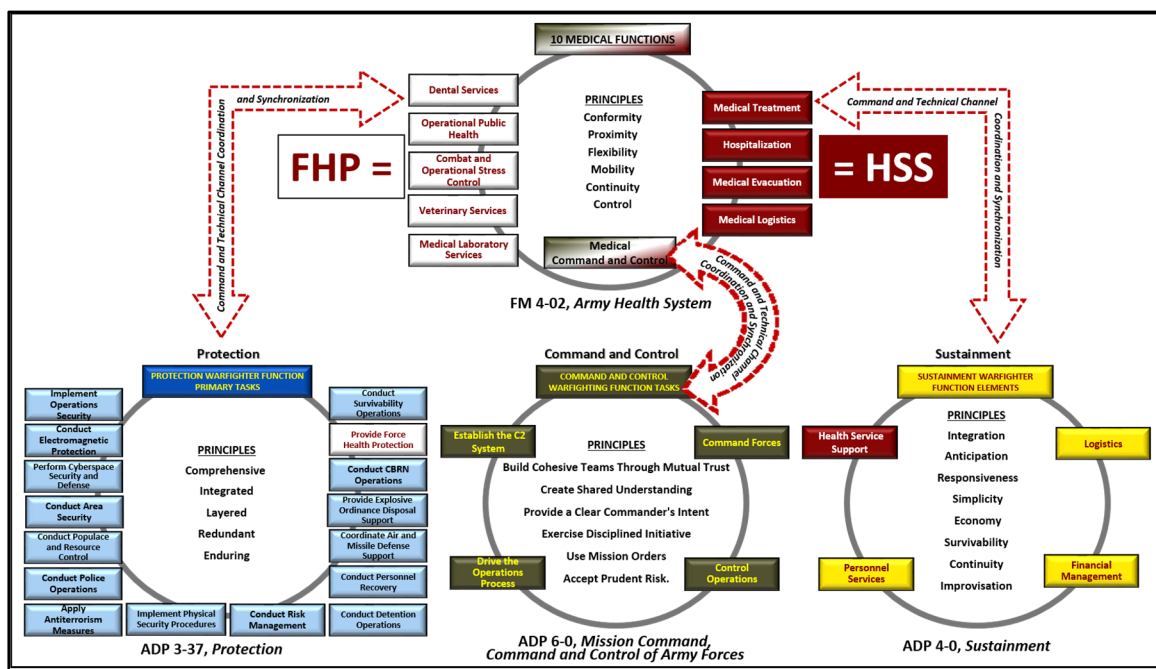 10 MEDICAL FUNCTIONS
Dental Services
Operational Public
Health
Combat and
Operational Stress
Control
Veterinary Services
Medical Laboratory
Services
PRINCIPLES
Conformity
Proximity
Flexibility
Mobility
Continuity
Control
Medical Treatment
Hospitalization
Medical Evacuation
Medical Logistics
Medical
Command and Control
FHP =
= HSS
Command and Technical Channel Coordination
and Synchronization
Command and Technical Channel
Coordination and Synchronization
Command and Technical Channel
Coordination and Synchronization
FM 4-02, Army Health System
Protection
PROTECTION WARFIGHTER FUNCTION
PRIMARY TASKS
Implement Operations
Security
Conduct
Electromagnetic
Protection
Perform Cyberspace
Security and
Defense
Conduct Area
Security
Conduct Populace
and Resource
Control
Conduct Police
Operations
Apply
Antiterrorism
Measures
Implement Physical
Security Procedures
Conduct Risk
Management
Conduct Detention
Operations
Conduct Personnel
Recovery
Coordinate Air and
Missile Defense
Support
Provide Explosive
Ordinance Disposal
Support
Conduct CBRN
Operations
Provide Force
Health Protection
Conduct
Survivability
Operations
PRINCIPLES
Comprehensive
Integrated
Layered
Redundant
Enduring
ADP 3-37, Protection
Command and Control
COMMAND AND CONTROL
WARFIGHTING FUNCTION TASKS
Establish the C2
System
Command Forces
PRINCIPLES
Build Cohesive Teams Through Mutual Trust
Create Shared Understanding
Provide a Clear Commander's Intent
Exercise Disciplined Initiative
Use Mission Orders
Accept Prudent Risk.
Drive the
Operations
Process
Control
Operations
ADP 6-0, Mission Command,
Command and Control of Army Forces
Sustainment
SUSTAINMENT WARFIGHTER
FUNCTION ELEMENTS
Health Service
Support
Logistics
PRINCIPLES
Integration
Anticipation
Responsiveness
Simplicity
Economy
Survivability
Continuity
Improvisation
Personnel
Services
Financial
Management
ADP 4-0, Sustainment